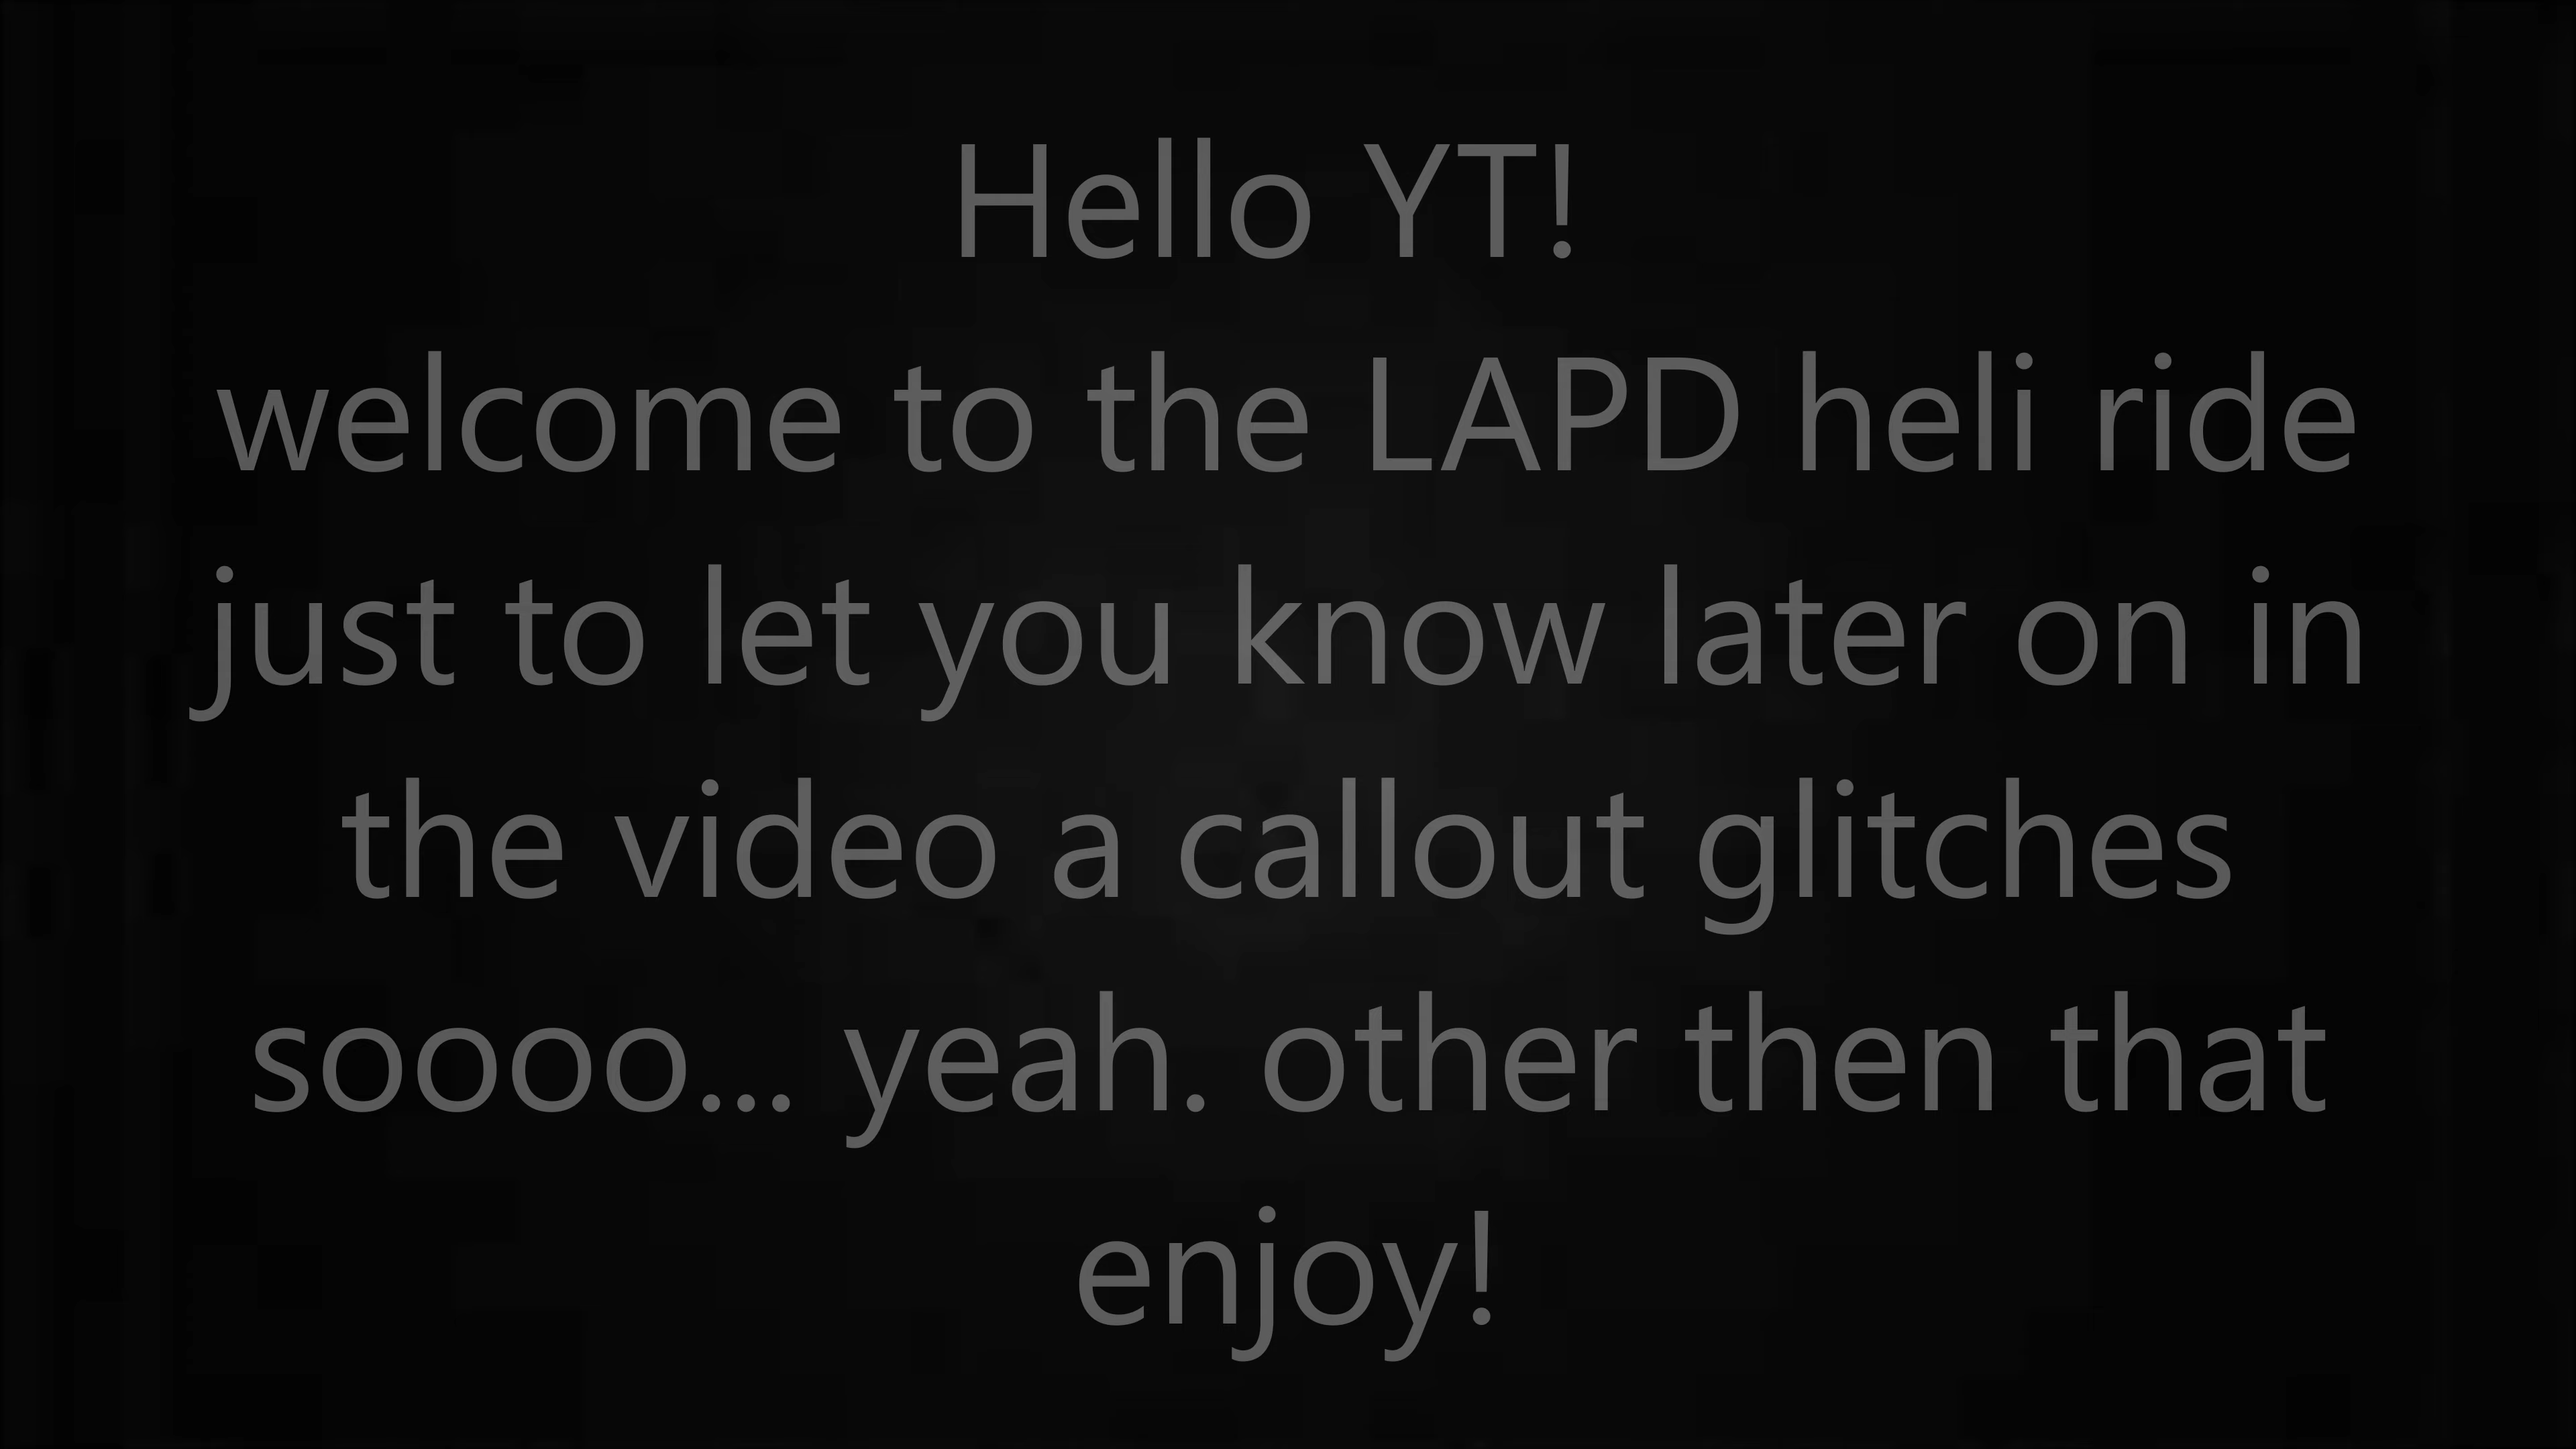 Hello YT!
welcome to the LAPD heli ride
just to let you know later on in
the video a callout glitches
soooo... yeah. other then that
enjoy!